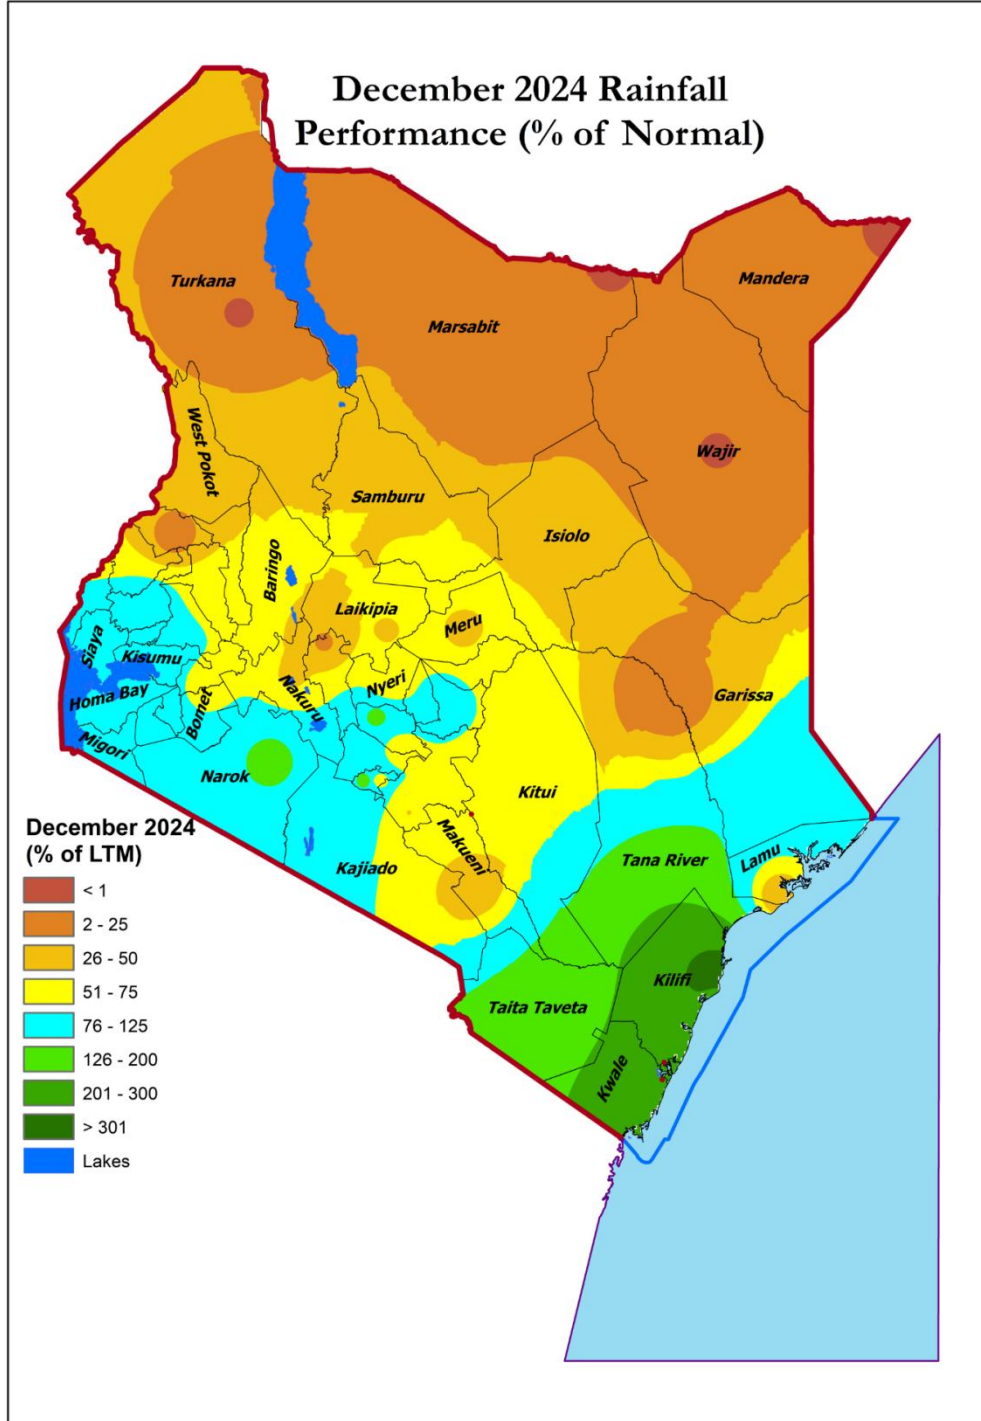 December 2024 Rainfall
Performance (% of Normal)
Turkana
Mandera
Marsabit
Wajir
West Pokot
Samburu
Isiolo
Baringo
Laikipia
Meru
Siaya
Kisumu
Nyeri
Homa Bay
Nakuru
Bomet
Garissa
Migori
Narok
Kitui
Makueni
Tana River
Lamu
Kajiado
Kilifi
Taita Taveta
Kwale
December 2024
(% of LTM)
< 1
2 - 25
26 - 50
51 - 75
76 - 125
126 - 200
201 - 300
> 301
Lakes